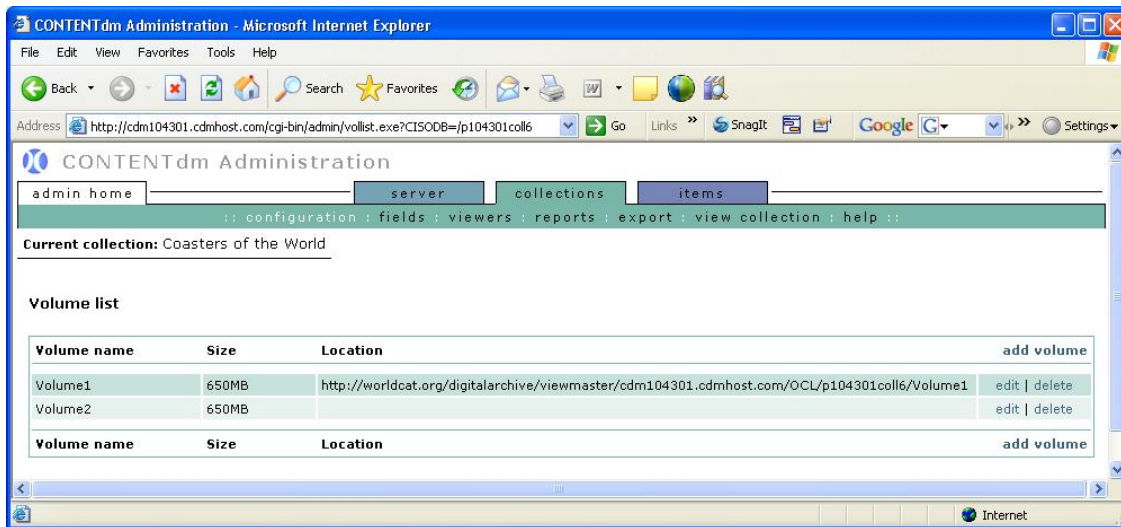 CONTENTdm Administration - Microsoft Internet Explorer
File Edit View Favorites Tools Help
Back Search Favorites
Address http://cdm104301.cdmhost.com/cgi-bin/admin/vollist.exe?CISODB=/p104301coll6 Go Links » SnagIt Google G » Settings
CONTENTdm Administration
admin home server collections items
:: configuration : fields : viewers : reports : export : view collection : help ::
Current collection: Coasters of the World
Volume list
Volume name Size Location add volume
Volume1 650MB http://worldcat.org/digitalarchive/viewmaster/cdm104301.cdmhost.com/OCL/p104301coll6/Volume1 edit | delete
Volume2 650MB edit | delete
Volume name Size Location add volume
Internet